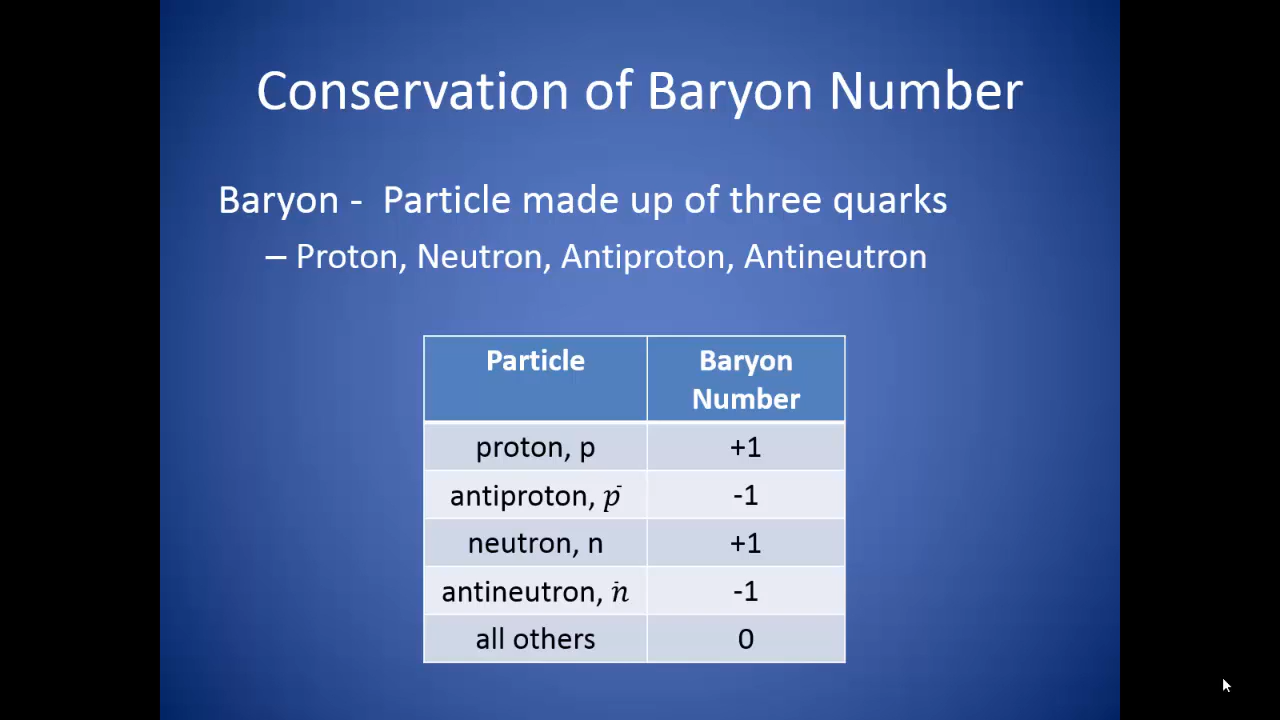 Conservation of Baryon Number
Baryon - Particle made up of three quarks
– Proton, Neutron, Antiproton, Antineutron
Particle Baryon
Number
proton, p +1
antiproton, p̄ -1
neutron, n +1
antineutron, n̄ -1
all others 0